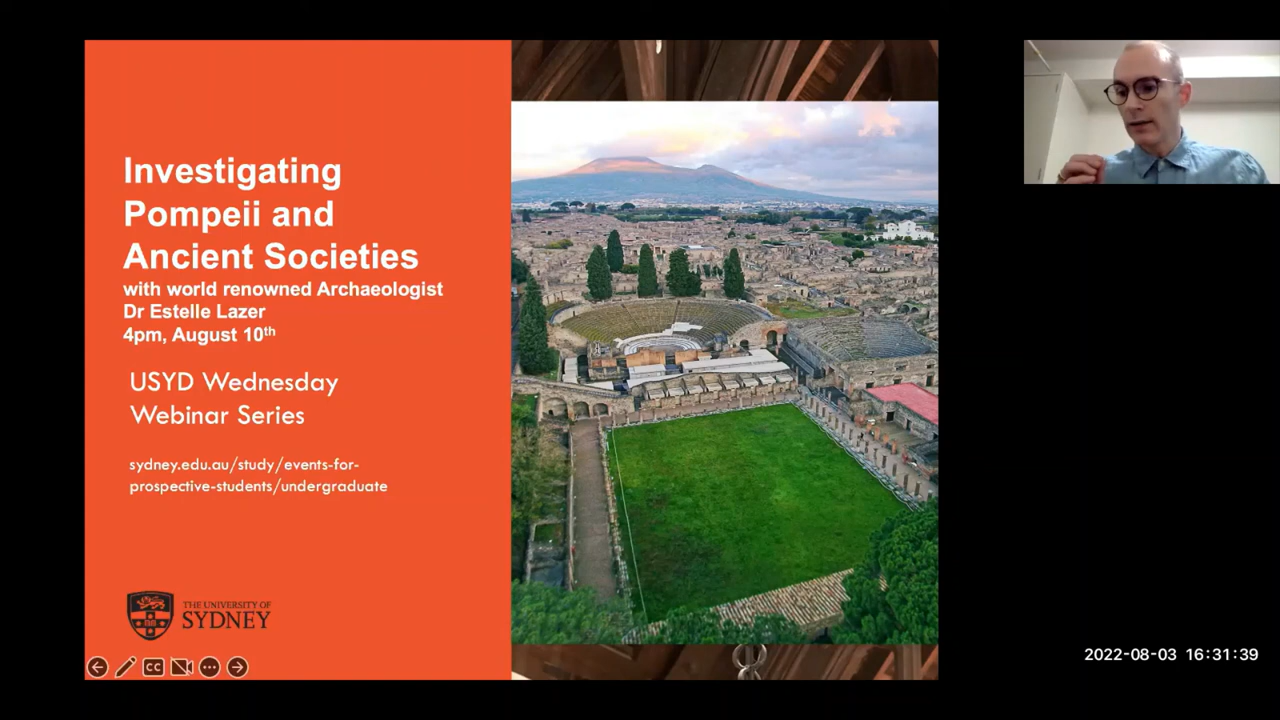 Investigating
Pompeii and
Ancient Societies
with world renowned Archaeologist
Dr Estelle Lazer
4pm, August 10th
USYD Wednesday
Webinar Series
sydney.edu.au/study/events-for-
prospective-students/undergraduate
THE UNIVERSITY OF
SYDNEY
CC
2022-08-03 16:31:39